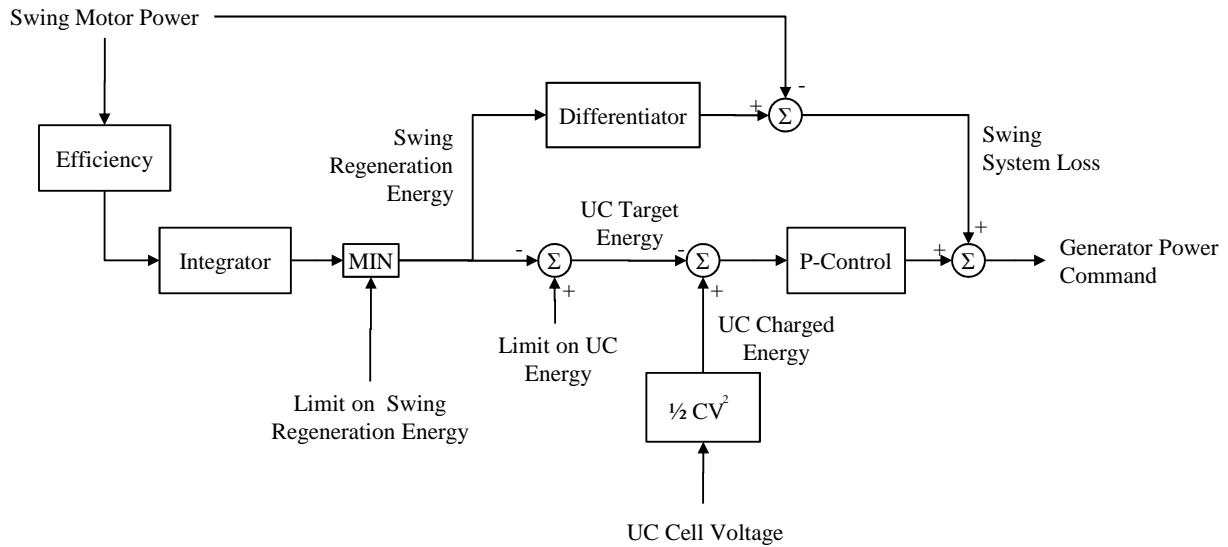 Swing Motor Power
-
Differentiator
+
Σ
Efficiency
Swing
Regeneration
Energy
Swing
System Loss
UC Target
Energy
Integrator
MIN
-
Σ
+
-
Σ
+
P-Control
+
+
Σ
Generator Power
Command
Limit on UC
Energy
UC Charged
Energy
Limit on Swing
Regeneration Energy
½ CV²
UC Cell Voltage